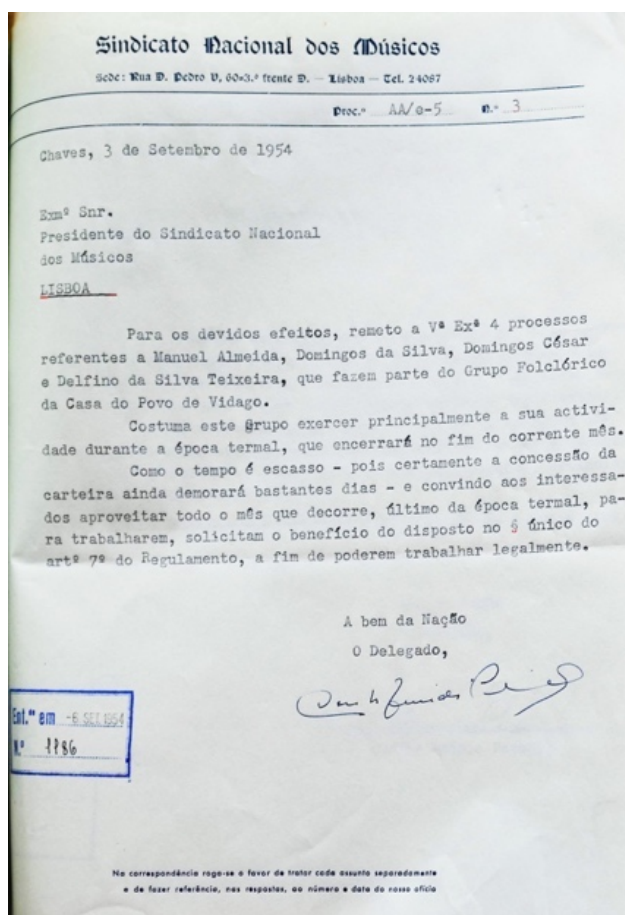 Sindicato Nacional dos Músicos
Sede: Rua D. Pedro V, 60-3.º frente D. — Lisboa — Tel. 24087
Proc.º AA/e-5 n.º 3
Chaves, 3 de Setembro de 1954
Exmº Snr.
Presidente do Sindicato Nacional
dos Músicos
LISBOA
Para os devidos efeitos, remeto a Vª Exª 4 processos
referentes a Manuel Almeida, Domingos da Silva, Domingos César
e Delfino da Silva Teixeira, que fazem parte do Grupo Folclórico
da Casa do Povo de Vidago.
Costuma este Grupo exercer principalmente a sua activi-
dade durante a época termal, que encerrará no fim do corrente mês.
Como o tempo é escasso - pois certamente a concessão da
carteira ainda demorará bastantes dias - e convindo aos interessa-
dos aproveitar todo o mês que decorre, último da época termal, pa-
ra trabalharem, solicitam o benefício do disposto no § único do
artº 7º do Regulamento, a fim de poderem trabalhar legalmente.
A bem da Nação
O Delegado,
Ent.ª em -6 SET. 1954
N.º 1186
Na correspondência roga-se o favor de tratar cada assunto separadamente
e de fazer referência, nas respostas, ao número e data do nosso ofício